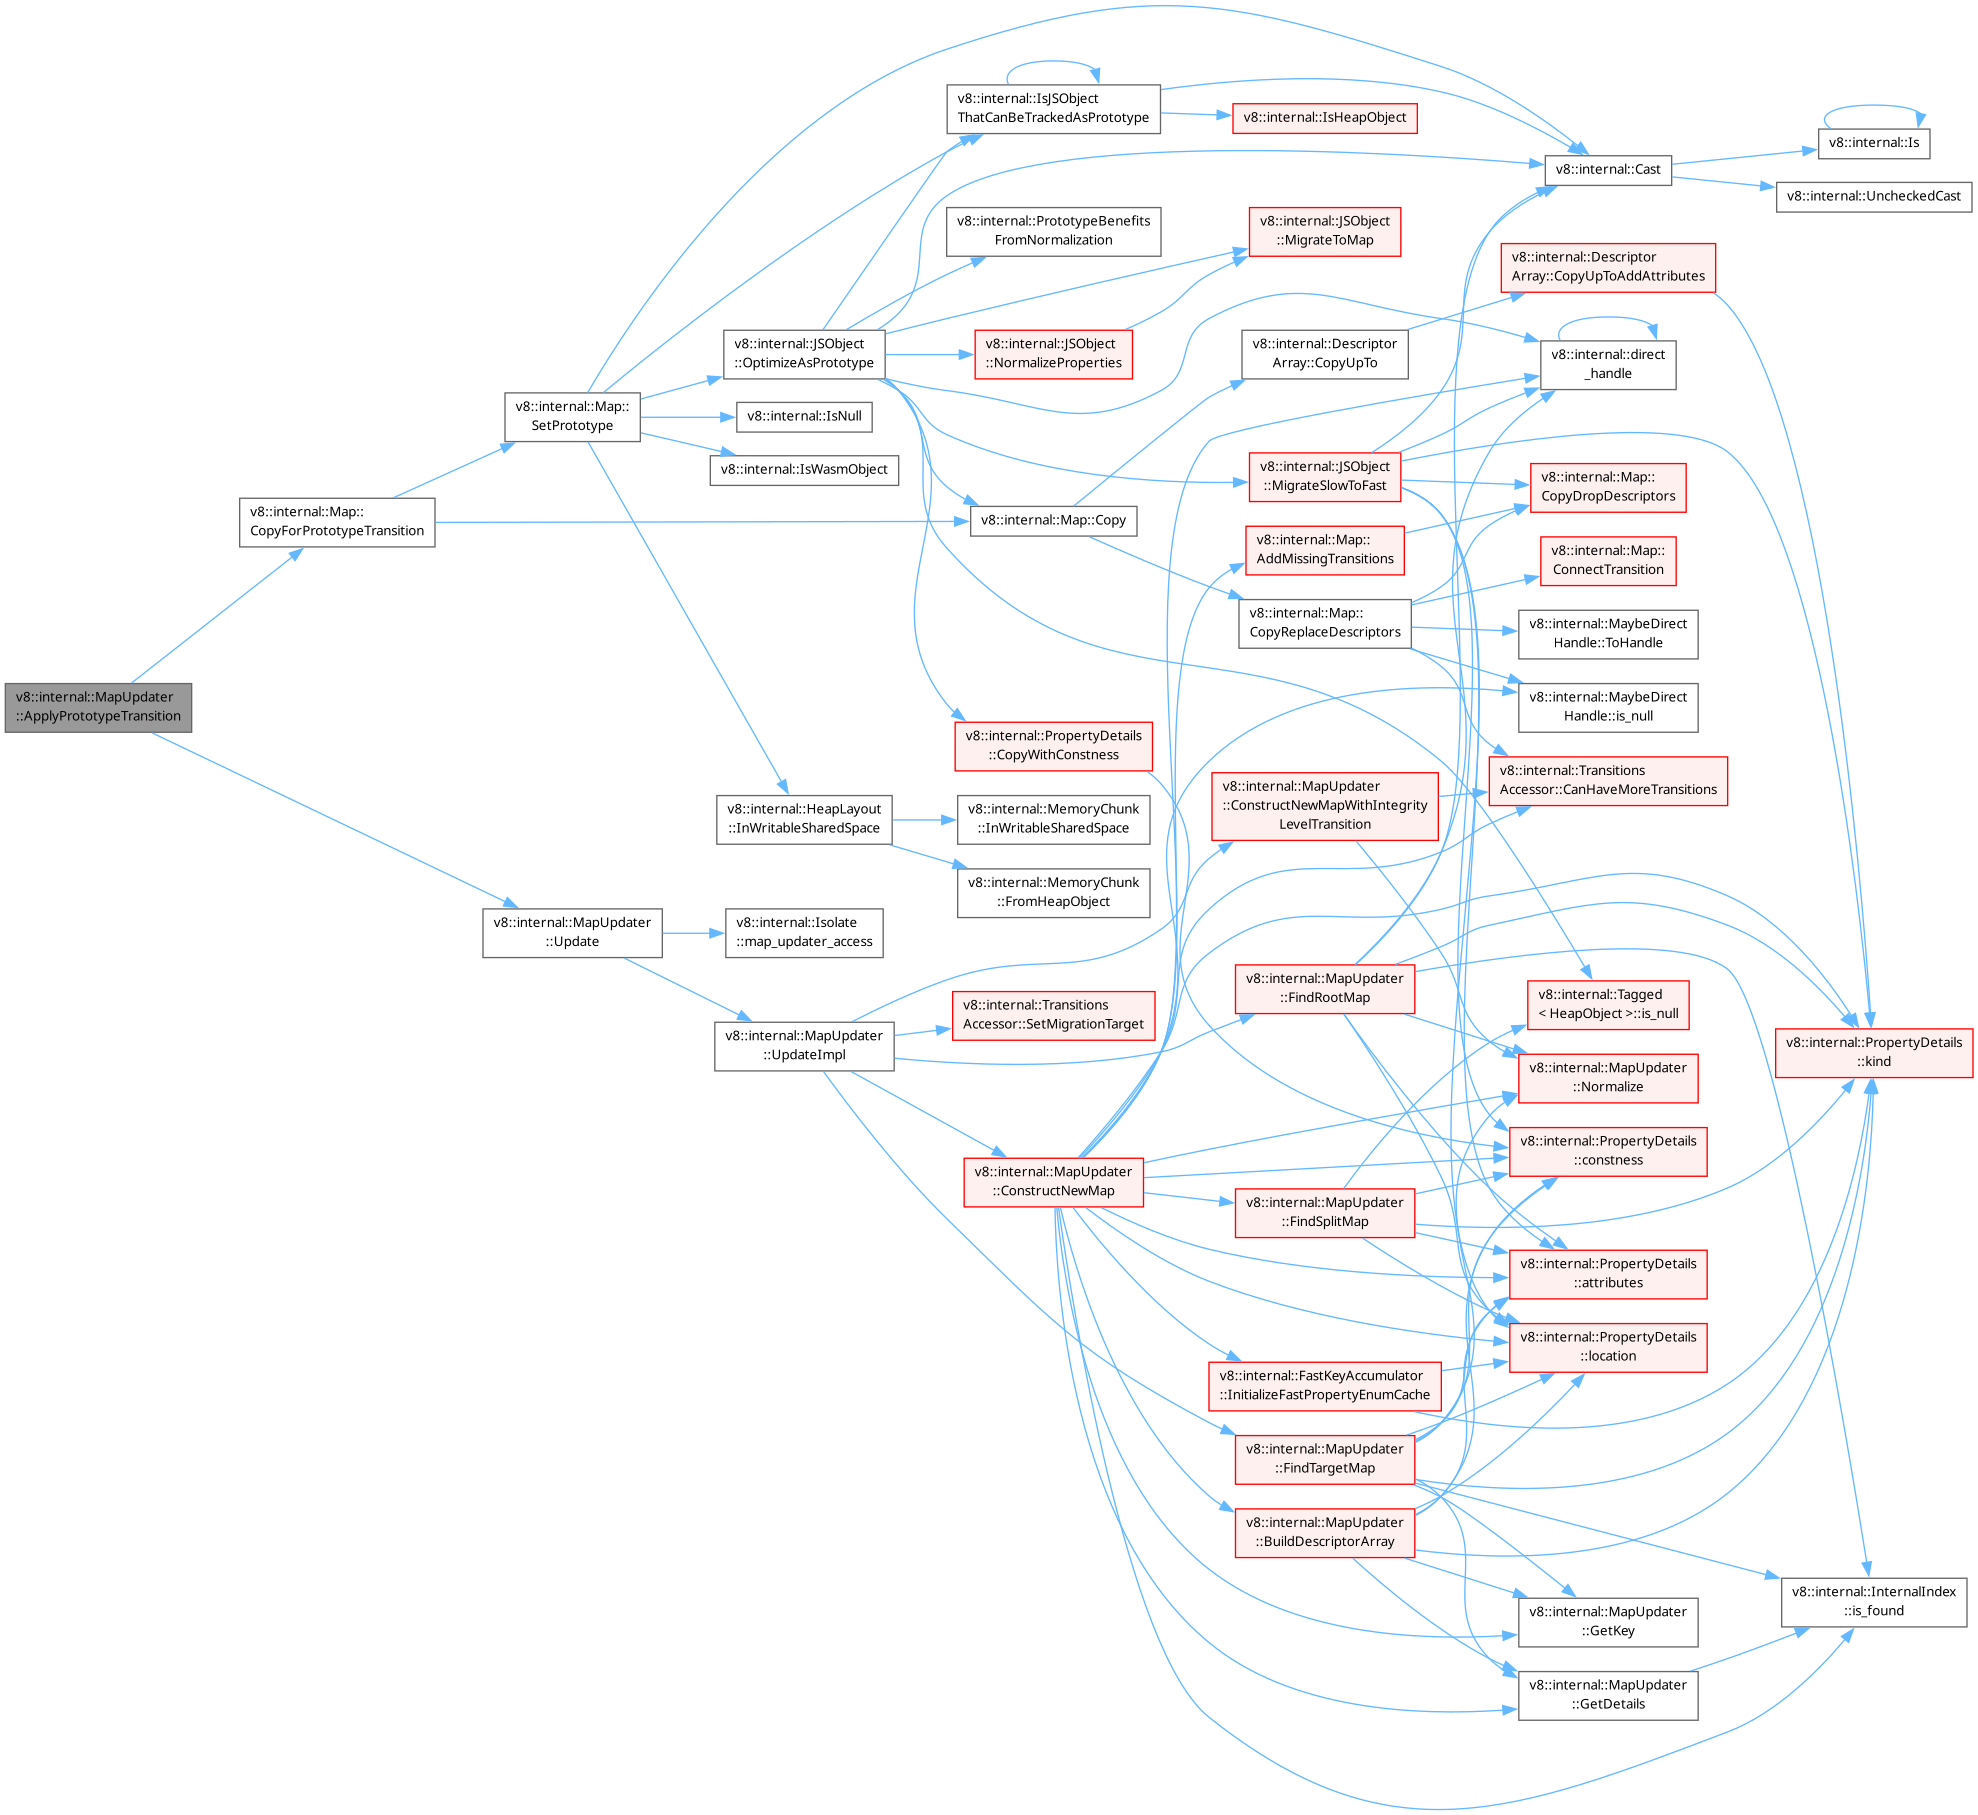 v8::internal::MapUpdater
::ApplyPrototypeTransition
v8::internal::Map::
CopyForPrototypeTransition
v8::internal::MapUpdater
::Update
v8::internal::Map::
SetPrototype
v8::internal::JSObject
::OptimizeAsPrototype
v8::internal::IsNull
v8::internal::IsWasmObject
v8::internal::HeapLayout
::InWritableSharedSpace
v8::internal::Isolate
::map_updater_access
v8::internal::MapUpdater
::UpdateImpl
v8::internal::IsJSObject
ThatCanBeTrackedAsPrototype
v8::internal::PrototypeBenefits
FromNormalization
v8::internal::JSObject
::NormalizeProperties
v8::internal::Map::Copy
v8::internal::PropertyDetails
::CopyWithConstness
v8::internal::MemoryChunk
::InWritableSharedSpace
v8::internal::MemoryChunk
::FromHeapObject
v8::internal::Transitions
Accessor::SetMigrationTarget
v8::internal::MapUpdater
::ConstructNewMap
v8::internal::IsHeapObject
v8::internal::JSObject
::MigrateToMap
v8::internal::Descriptor
Array::CopyUpTo
v8::internal::JSObject
::MigrateSlowToFast
v8::internal::Map::
AddMissingTransitions
v8::internal::Map::
CopyReplaceDescriptors
v8::internal::MapUpdater
::ConstructNewMapWithIntegrity
LevelTransition
v8::internal::MapUpdater
::FindRootMap
v8::internal::MapUpdater
::FindSplitMap
v8::internal::FastKeyAccumulator
::InitializeFastPropertyEnumCache
v8::internal::MapUpdater
::FindTargetMap
v8::internal::MapUpdater
::BuildDescriptorArray
v8::internal::Cast
v8::internal::Descriptor
Array::CopyUpToAddAttributes
v8::internal::direct
_handle
v8::internal::Map::
CopyDropDescriptors
v8::internal::Map::
ConnectTransition
v8::internal::MaybeDirect
Handle::ToHandle
v8::internal::MaybeDirect
Handle::is_null
v8::internal::Transitions
Accessor::CanHaveMoreTransitions
v8::internal::Tagged
< HeapObject >::is_null
v8::internal::MapUpdater
::Normalize
v8::internal::PropertyDetails
::constness
v8::internal::PropertyDetails
::attributes
v8::internal::PropertyDetails
::location
v8::internal::MapUpdater
::GetKey
v8::internal::MapUpdater
::GetDetails
v8::internal::Is
v8::internal::UncheckedCast
v8::internal::PropertyDetails
::kind
v8::internal::InternalIndex
::is_found